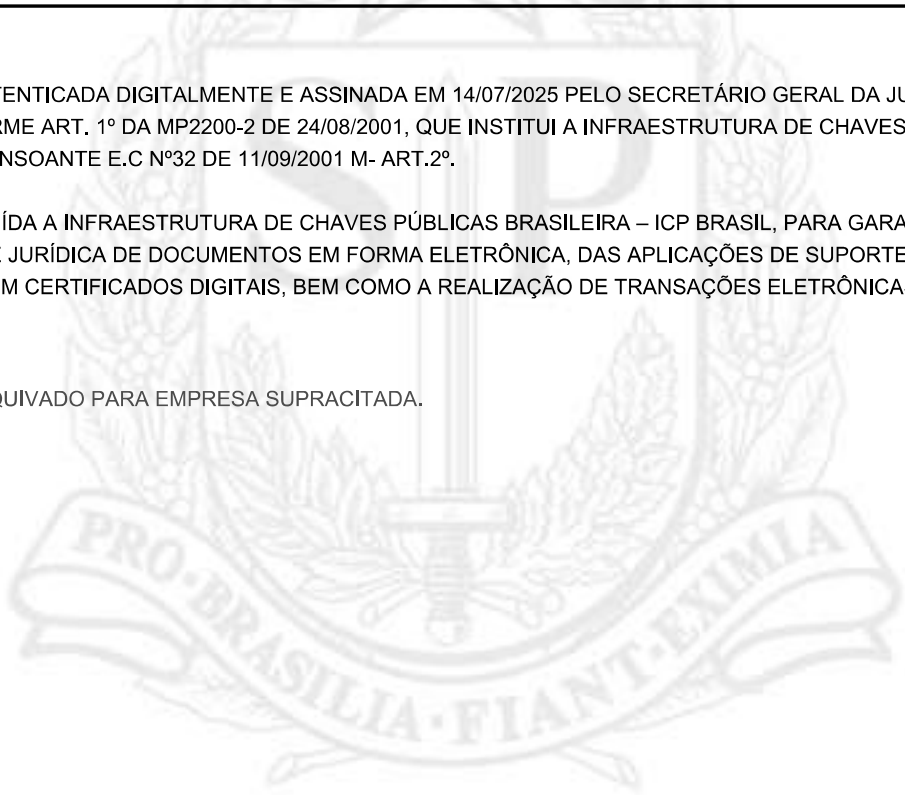 TENTICADA DIGITALMENTE E ASSINADA EM 14/07/2025 PELO SECRETÁRIO GERAL DA JU
RME ART. 1º DA MP2200-2 DE 24/08/2001, QUE INSTITUI A INFRAESTRUTURA DE CHAVES
NSOANTE E.C Nº32 DE 11/09/2001 M- ART.2º.
ÍDA A INFRAESTRUTURA DE CHAVES PÚBLICAS BRASILEIRA – ICP BRASIL, PARA GARA
E JURÍDICA DE DOCUMENTOS EM FORMA ELETRÔNICA, DAS APLICAÇÕES DE SUPORTE
M CERTIFICADOS DIGITAIS, BEM COMO A REALIZAÇÃO DE TRANSAÇÕES ELETRÔNICAS
QUIVADO PARA EMPRESA SUPRACITADA.
SP
PRO·BRASILIA·FIANT·EXIMIA